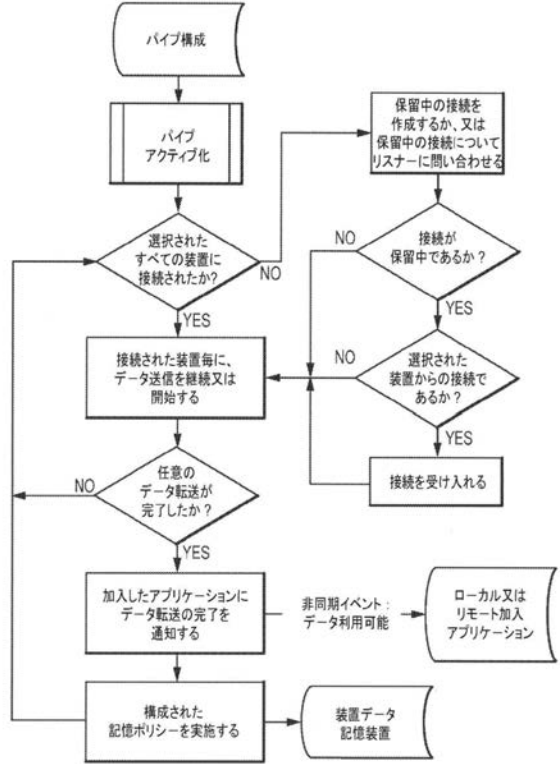 パイプ構成
パイプ
アクティブ化
選択された
すべての装置に
接続されたか?
NO
YES
保留中の接続を
作成するか、又は
保留中の接続について
リスナーに問い合わせる
接続が
保留中であるか?
NO
YES
選択された
装置からの接続で
あるか?
NO
YES
接続を受け入れる
接続された装置毎に、
データ送信を継続又は
開始する
任意の
データ転送が
完了したか?
NO
YES
加入したアプリケーションに
データ転送の完了を
通知する
非同期イベント:
データ利用可能
ローカル又は
リモート加入
アプリケーション
構成された
記憶ポリシーを実施する
装置データ
記憶装置